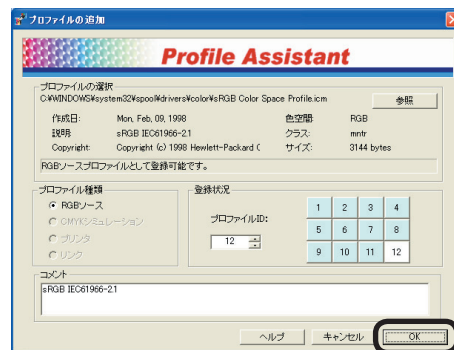 プロファイルの追加
Profile Assistant
プロファイルの選択
C:¥WINDOWS¥system32¥spool¥drivers¥color¥sRGB Color Space Profile.icm
参照
作成日: Mon, Feb, 09, 1998 色空間: RGB
説明: sRGB IEC61966-2.1 クラス: mntr
Copyright: Copyright (c) 1998 Hewlett-Packard ( サイズ: 3144 bytes
RGBソースプロファイルとして登録可能です。
プロファイル種類
RGBソース
CMYKシミュレーション
プリンタ
リンク
登録状況
プロファイルID:
12
1 2 3 4
5 6 7 8
9 10 11 12
コメント
sRGB IEC61966-2.1
ヘルプ キャンセル OK